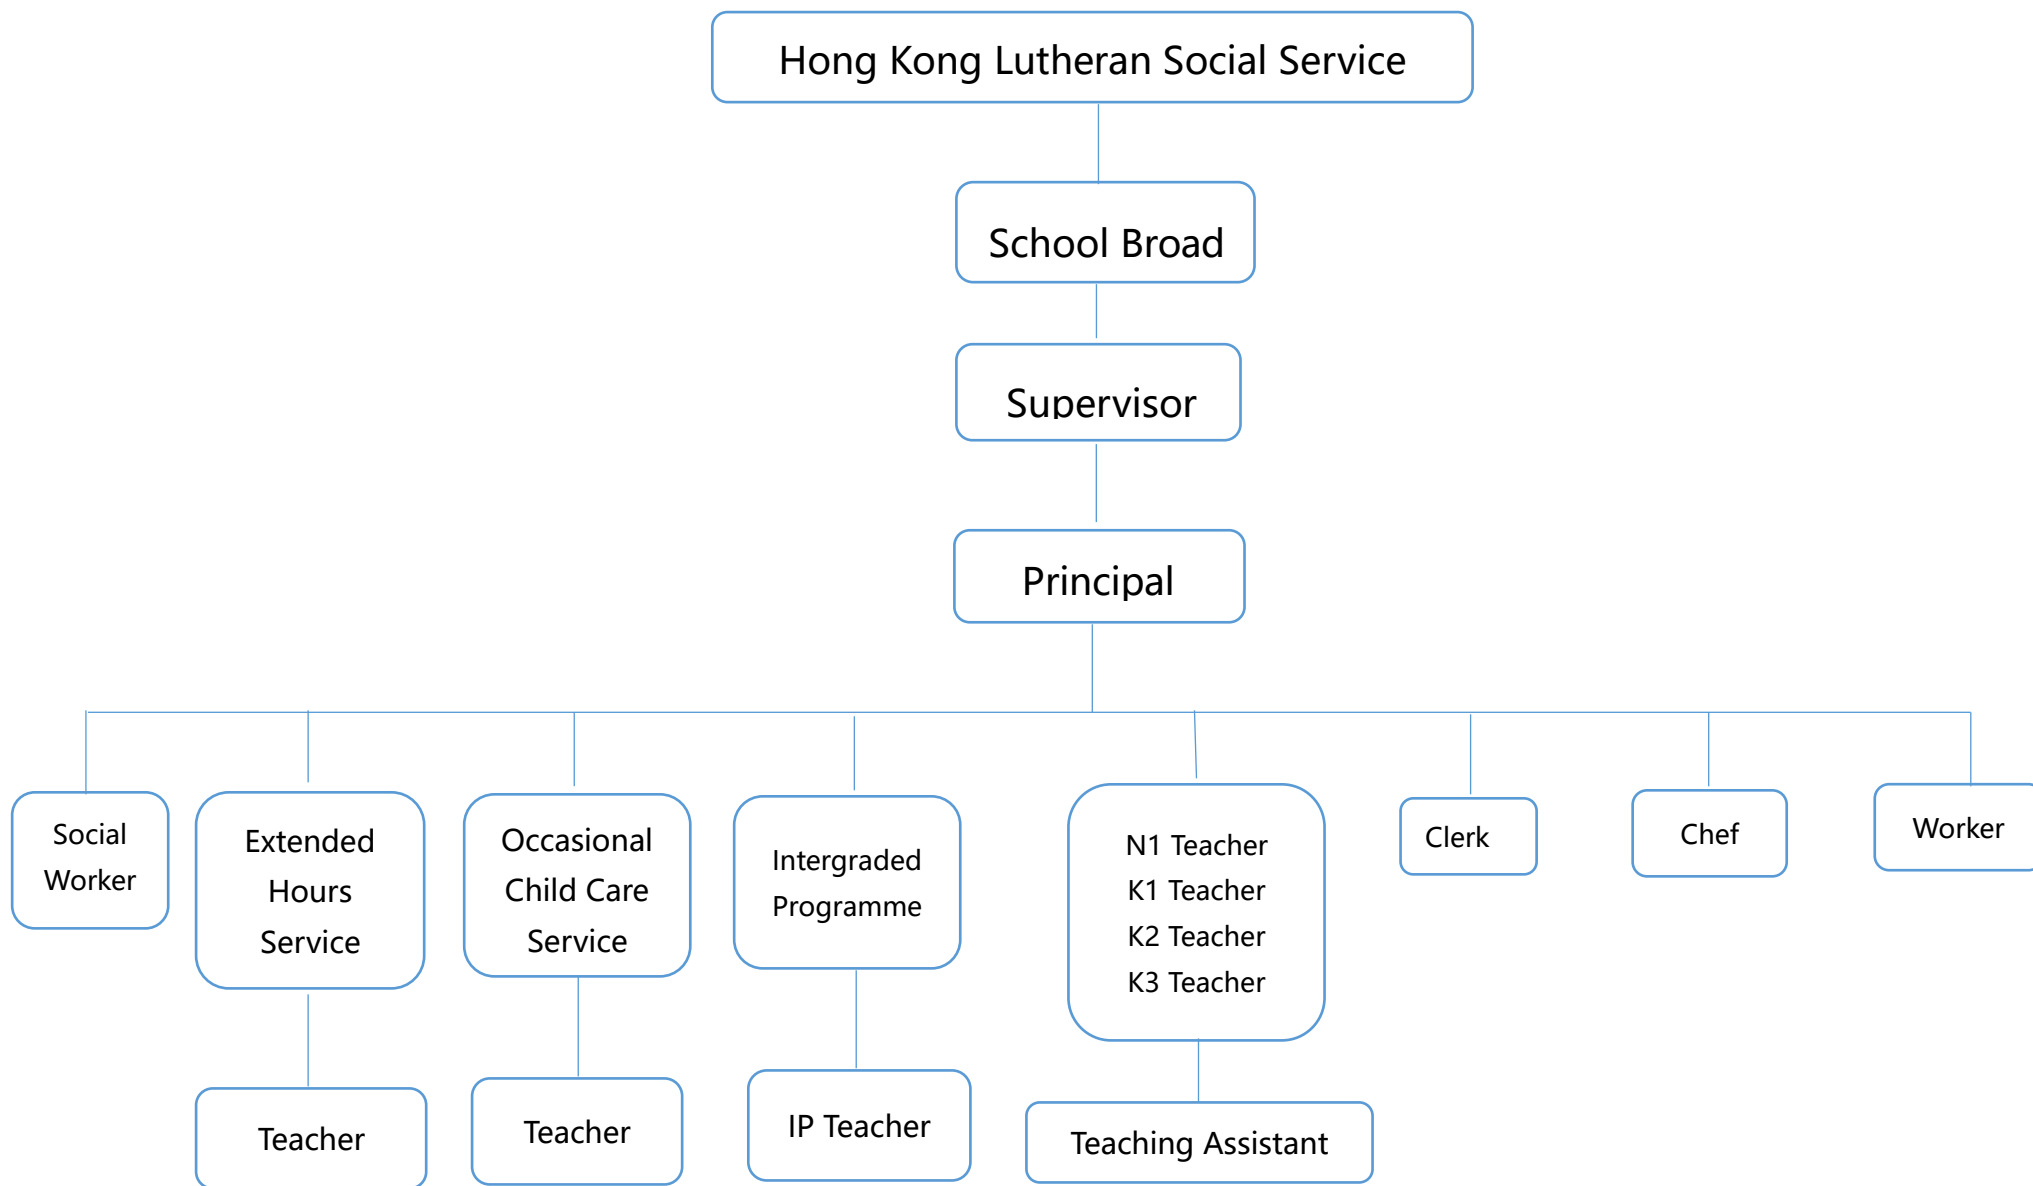 Hong Kong Lutheran Social Service
School Broad
Supervisor
Principal
Social
Worker
Extended
Hours
Service
Occasional
Child Care
Service
Intergraded
Programme
N1 Teacher
K1 Teacher
K2 Teacher
K3 Teacher
Clerk
Chef
Worker
Teacher
Teacher
IP Teacher
Teaching Assistant